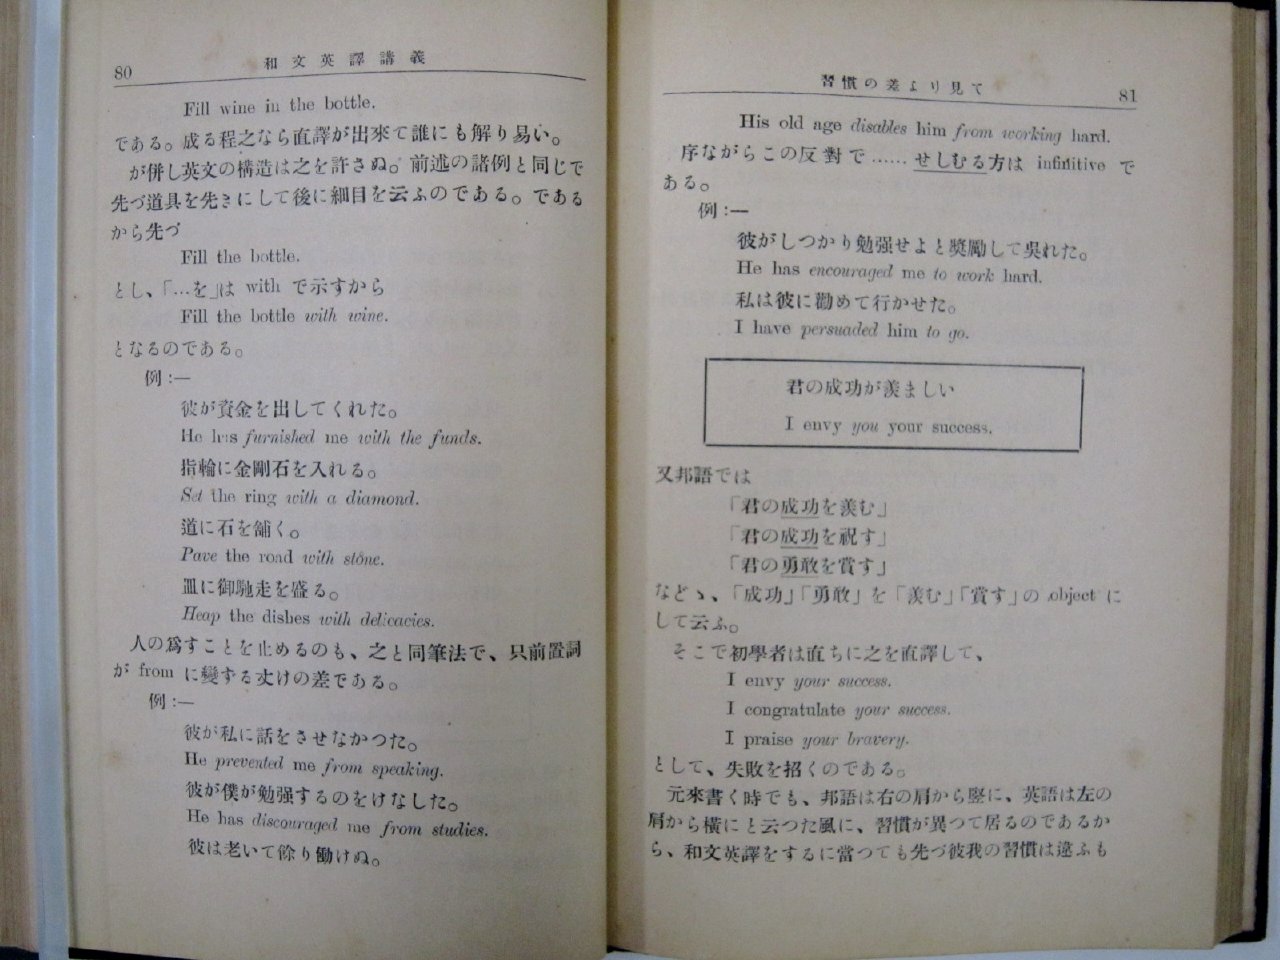 80
和文英譯講義
Fill wine in the bottle.
である。成る程之なら直譯が出來て誰にも解り易い。
が併し英文の構造は之を許さぬ。前述の諸例と同じで
先づ道具を先きにして後に細目を云ふのである。である
から先づ
Fill the bottle.
とし、「…を」は with で示すから
Fill the bottle with wine.
となるのである。
例:—
彼が資金を出してくれた。
He has furnished me with the funds.
指輪に金剛石を入れる。
Set the ring with a diamond.
道に石を舖く。
Pave the road with stone.
皿に御馳走を盛る。
Heap the dishes with delicacies.
人の爲すことを止めるのも、之と同筆法で、只前置詞
が from に變ずる丈けの差である。
例:—
彼が私に話をさせなかつた。
He prevented me from speaking.
彼が僕が勉强するのをけなした。
He has discouraged me from studies.
彼は老いて餘り働けぬ。
習慣の差より見て
81
His old age disables him from working hard.
序ながらこの反對で……せしむる方は infinitive で
ある。
例:—
彼がしつかり勉强せよと奬勵して吳れた。
He has encouraged me to work hard.
私は彼に勸めて行かせた。
I have persuaded him to go.
君の成功が羨ましい
I envy you your success.
又邦語では
「君の成功を羨む」
「君の成功を祝す」
「君の勇敢を賞す」
などゝ、「成功」「勇敢」を「羨む」「賞す」の object に
して云ふ。
そこで初學者は直ちに之を直譯して、
I envy your success.
I congratulate your success.
I praise your bravery.
として、失敗を招くのである。
元來書く時でも、邦語は右の肩から竪に、英語は左の
肩から橫にと云つた風に、習慣が異つて居るのであるか
ら、和文英譯をするに當つても先づ彼我の習慣は違ふも